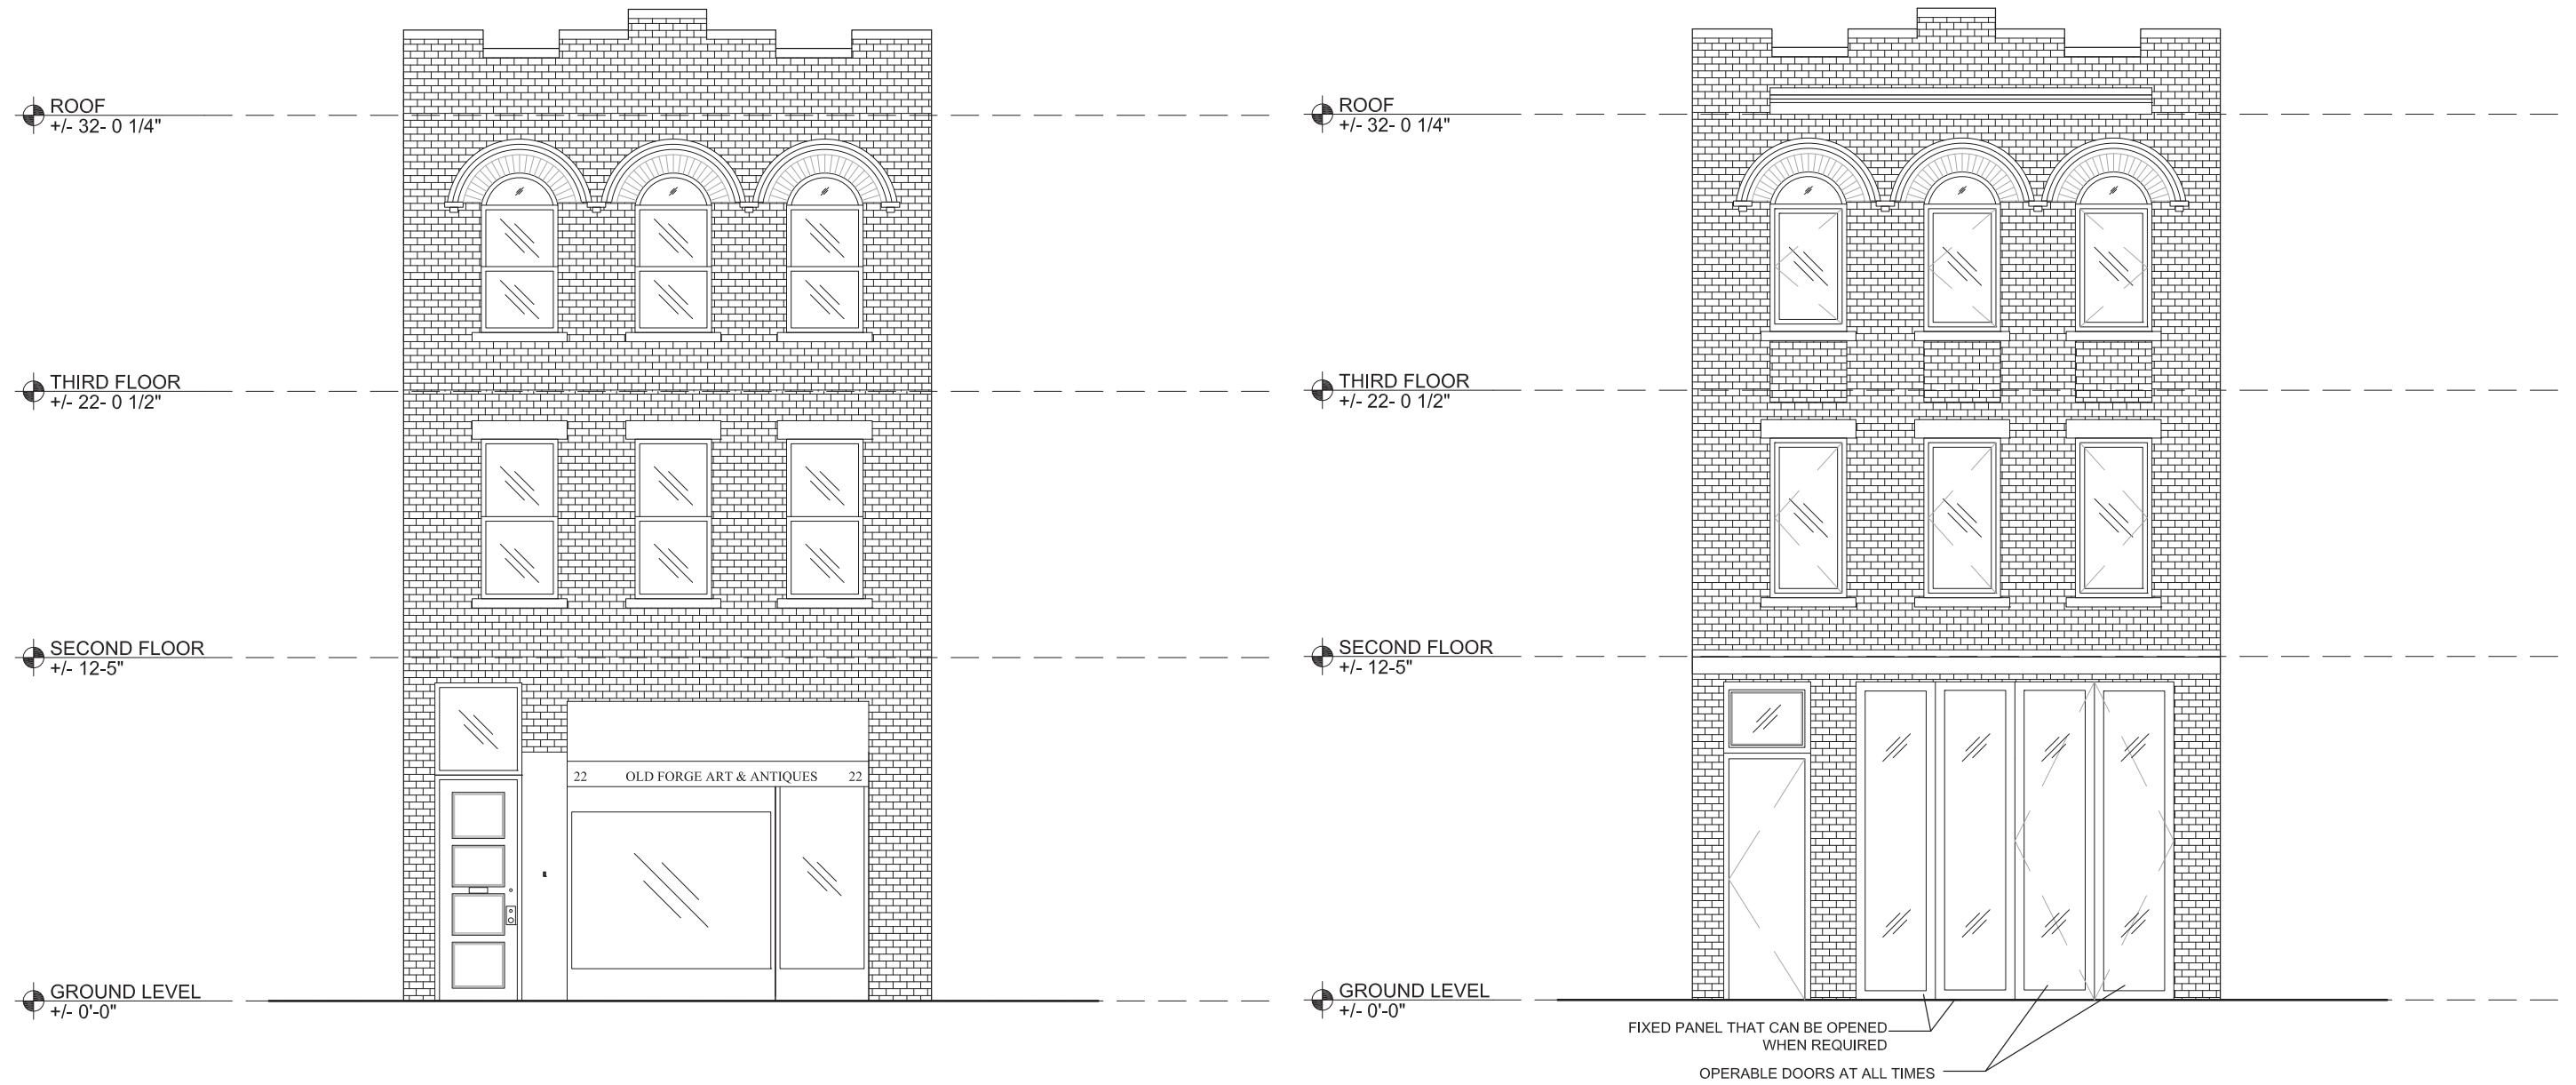 ROOF
+/- 32- 0 1/4"
THIRD FLOOR
+/- 22- 0 1/2"
SECOND FLOOR
+/- 12-5"
22 OLD FORGE ART & ANTIQUES 22
GROUND LEVEL
+/- 0'-0"
ROOF
+/- 32- 0 1/4"
THIRD FLOOR
+/- 22- 0 1/2"
SECOND FLOOR
+/- 12-5"
GROUND LEVEL
+/- 0'-0"
FIXED PANEL THAT CAN BE OPENED
WHEN REQUIRED
OPERABLE DOORS AT ALL TIMES